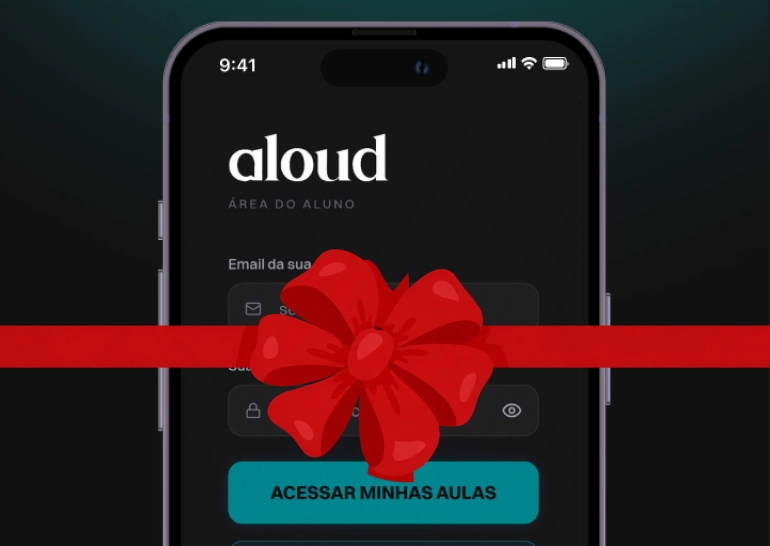 9:41
aloud
ÁREA DO ALUNO
Email da sua
ACESSAR MINHAS AULAS